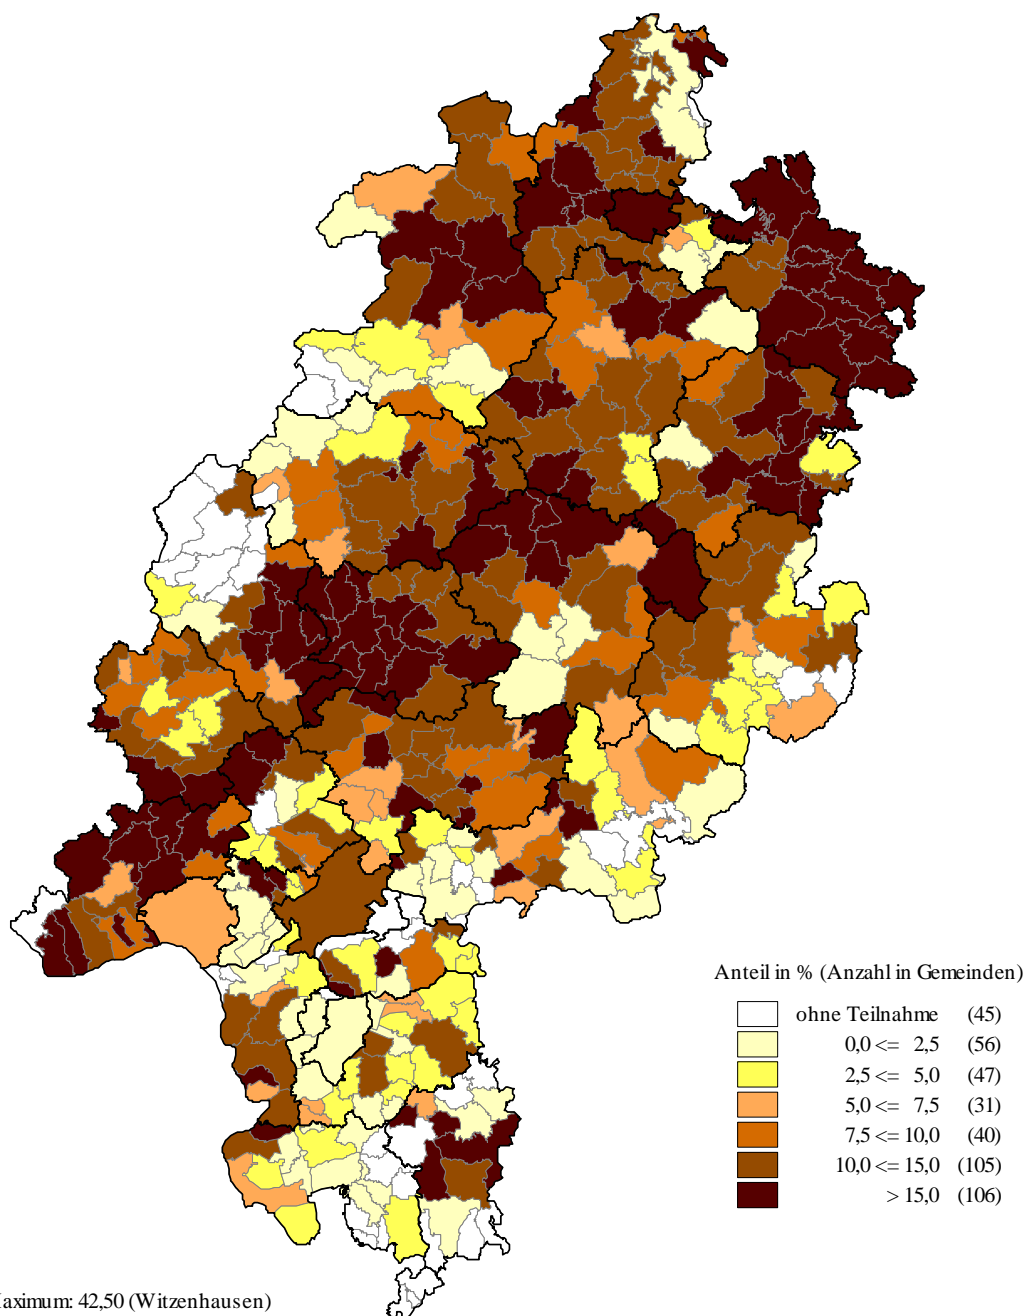 Anteil in % (Anzahl in Gemeinden)
ohne Teilnahme (45)
0,0 <= 2,5 (56)
2,5 <= 5,0 (47)
5,0 <= 7,5 (31)
7,5 <= 10,0 (40)
10,0 <= 15,0 (105)
> 15,0 (106)
aximum: 42,50 (Witzenhausen)